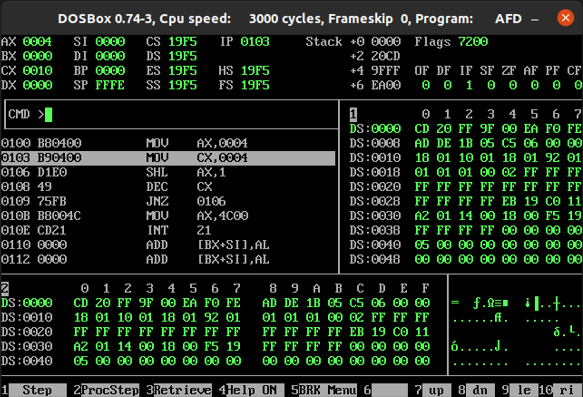 DOSBox 0.74-3, Cpu speed: 3000 cycles, Frameskip 0, Program: AFD
AX 0004 SI 0000 CS 19F5 IP 0103 Stack +0 0000 Flags 7200
BX 0000 DI 0000 DS 19F5 +2 20CD
CX 0010 BP 0000 ES 19F5 HS 19F5 +4 9FFF OF DF IF SF ZF AF PF CF
DX 0000 SP FFFE SS 19F5 FS 19F5 +6 EA00 0 0 1 0 0 0 0 0
CMD >
1 0 1 2 3 4 5 6 7
DS:0000 CD 20 FF 9F 00 EA F0 FE
DS:0008 AD DE 1B 05 C5 06 00 00
DS:0010 18 01 10 01 18 01 92 01
DS:0018 01 01 01 00 02 FF FF FF
DS:0020 FF FF FF FF FF FF FF FF
DS:0028 FF FF FF FF EB 19 C0 11
DS:0030 A2 01 14 00 18 00 F5 19
DS:0038 FF FF FF FF 00 00 00 00
DS:0040 05 00 00 00 00 00 00 00
DS:0048 00 00 00 00 00 00 00 00
0100 B80400 MOV AX,0004
0103 B90400 MOV CX,0004
0106 D1E0 SHL AX,1
0108 49 DEC CX
0109 75FB JNZ 0106
010B B8004C MOV AX,4C00
010E CD21 INT 21
0110 0000 ADD [BX+SI],AL
0112 0000 ADD [BX+SI],AL
2 0 1 2 3 4 5 6 7 8 9 A B C D E F
DS:0000 CD 20 FF 9F 00 EA F0 FE AD DE 1B 05 C5 06 00 00
DS:0010 18 01 10 01 18 01 92 01 01 01 01 00 02 FF FF FF
DS:0020 FF FF FF FF FF FF FF FF FF FF FF FF EB 19 C0 11
DS:0030 A2 01 14 00 18 00 F5 19 FF FF FF FF 00 00 00 00
DS:0040 05 00 00 00 00 00 00 00 00 00 00 00 00 00 00 00
1 Step 2ProcStep 3Retrieve 4Help ON 5BRK Menu 6 7 up 8 dn 9 le 10 ri